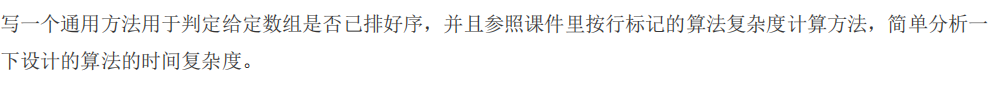 写一个通用方法用于判定给定数组是否已排好序，并且参照课件里按行标记的算法复杂度计算方法，简单分析一
下设计的算法的时间复杂度。